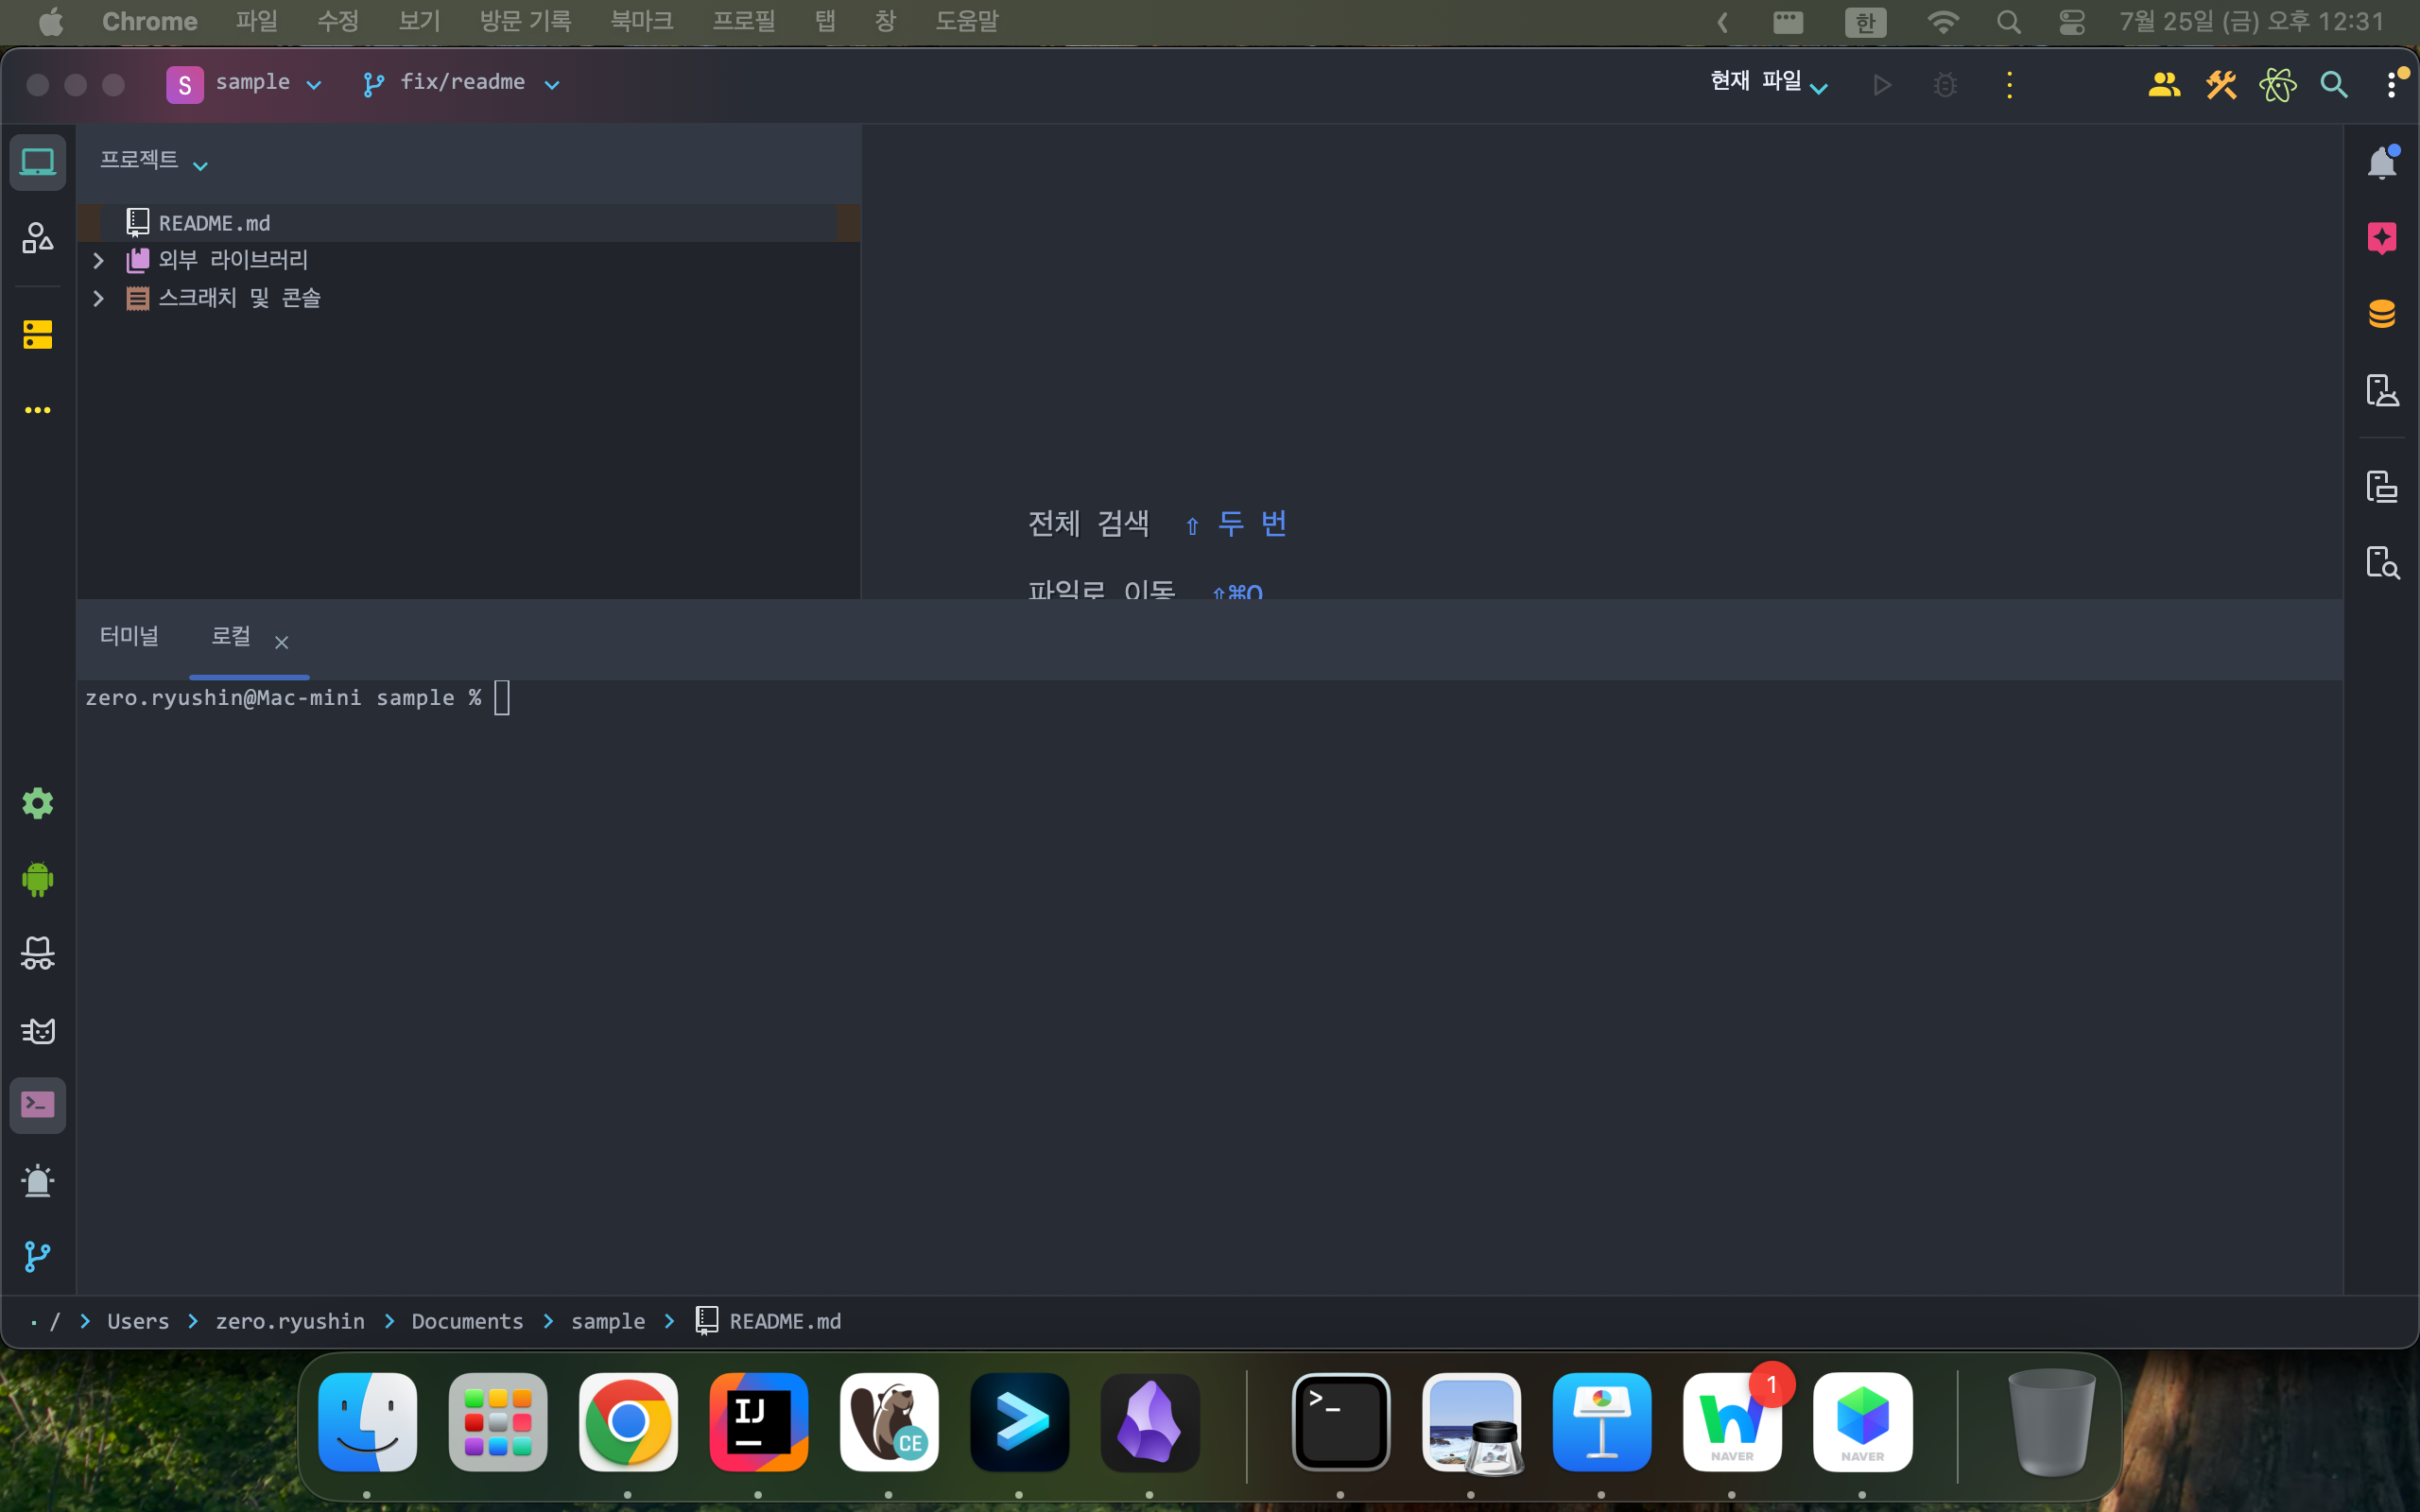 Chrome 파일 수정 보기 방문 기록 북마크 프로필 탭 창 도움말 한 7월 25일 (금) 오후 12:31
S sample fix/readme 현재 파일
프로젝트
README.md
외부 라이브러리
스크래치 및 콘솔
전체 검색 ⇧ 두 번
파일로 이동 ⇧⌘O
터미널 로컬
zero.ryushin@Mac-mini sample %
/ Users zero.ryushin Documents sample README.md
IJ CE >_ NAVER 1 NAVER